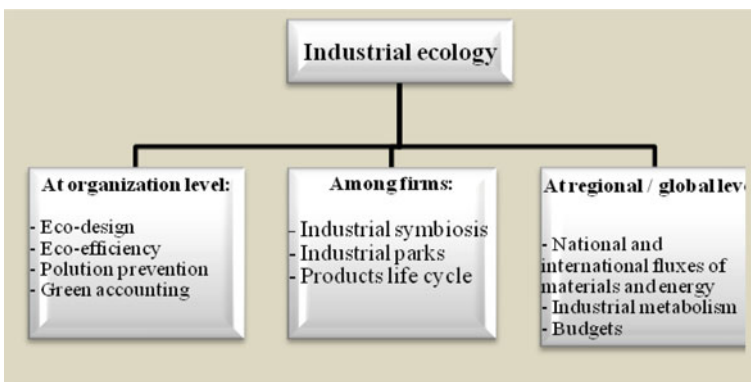 Industrial ecology
At organization level:
- Eco-design
- Eco-efficiency
- Polution prevention
- Green accounting
Among firms:
- Industrial symbiosis
- Industrial parks
- Products life cycle
At regional / global leve
- National and
international fluxes of
materials and energy
- Industrial metabolism
- Budgets